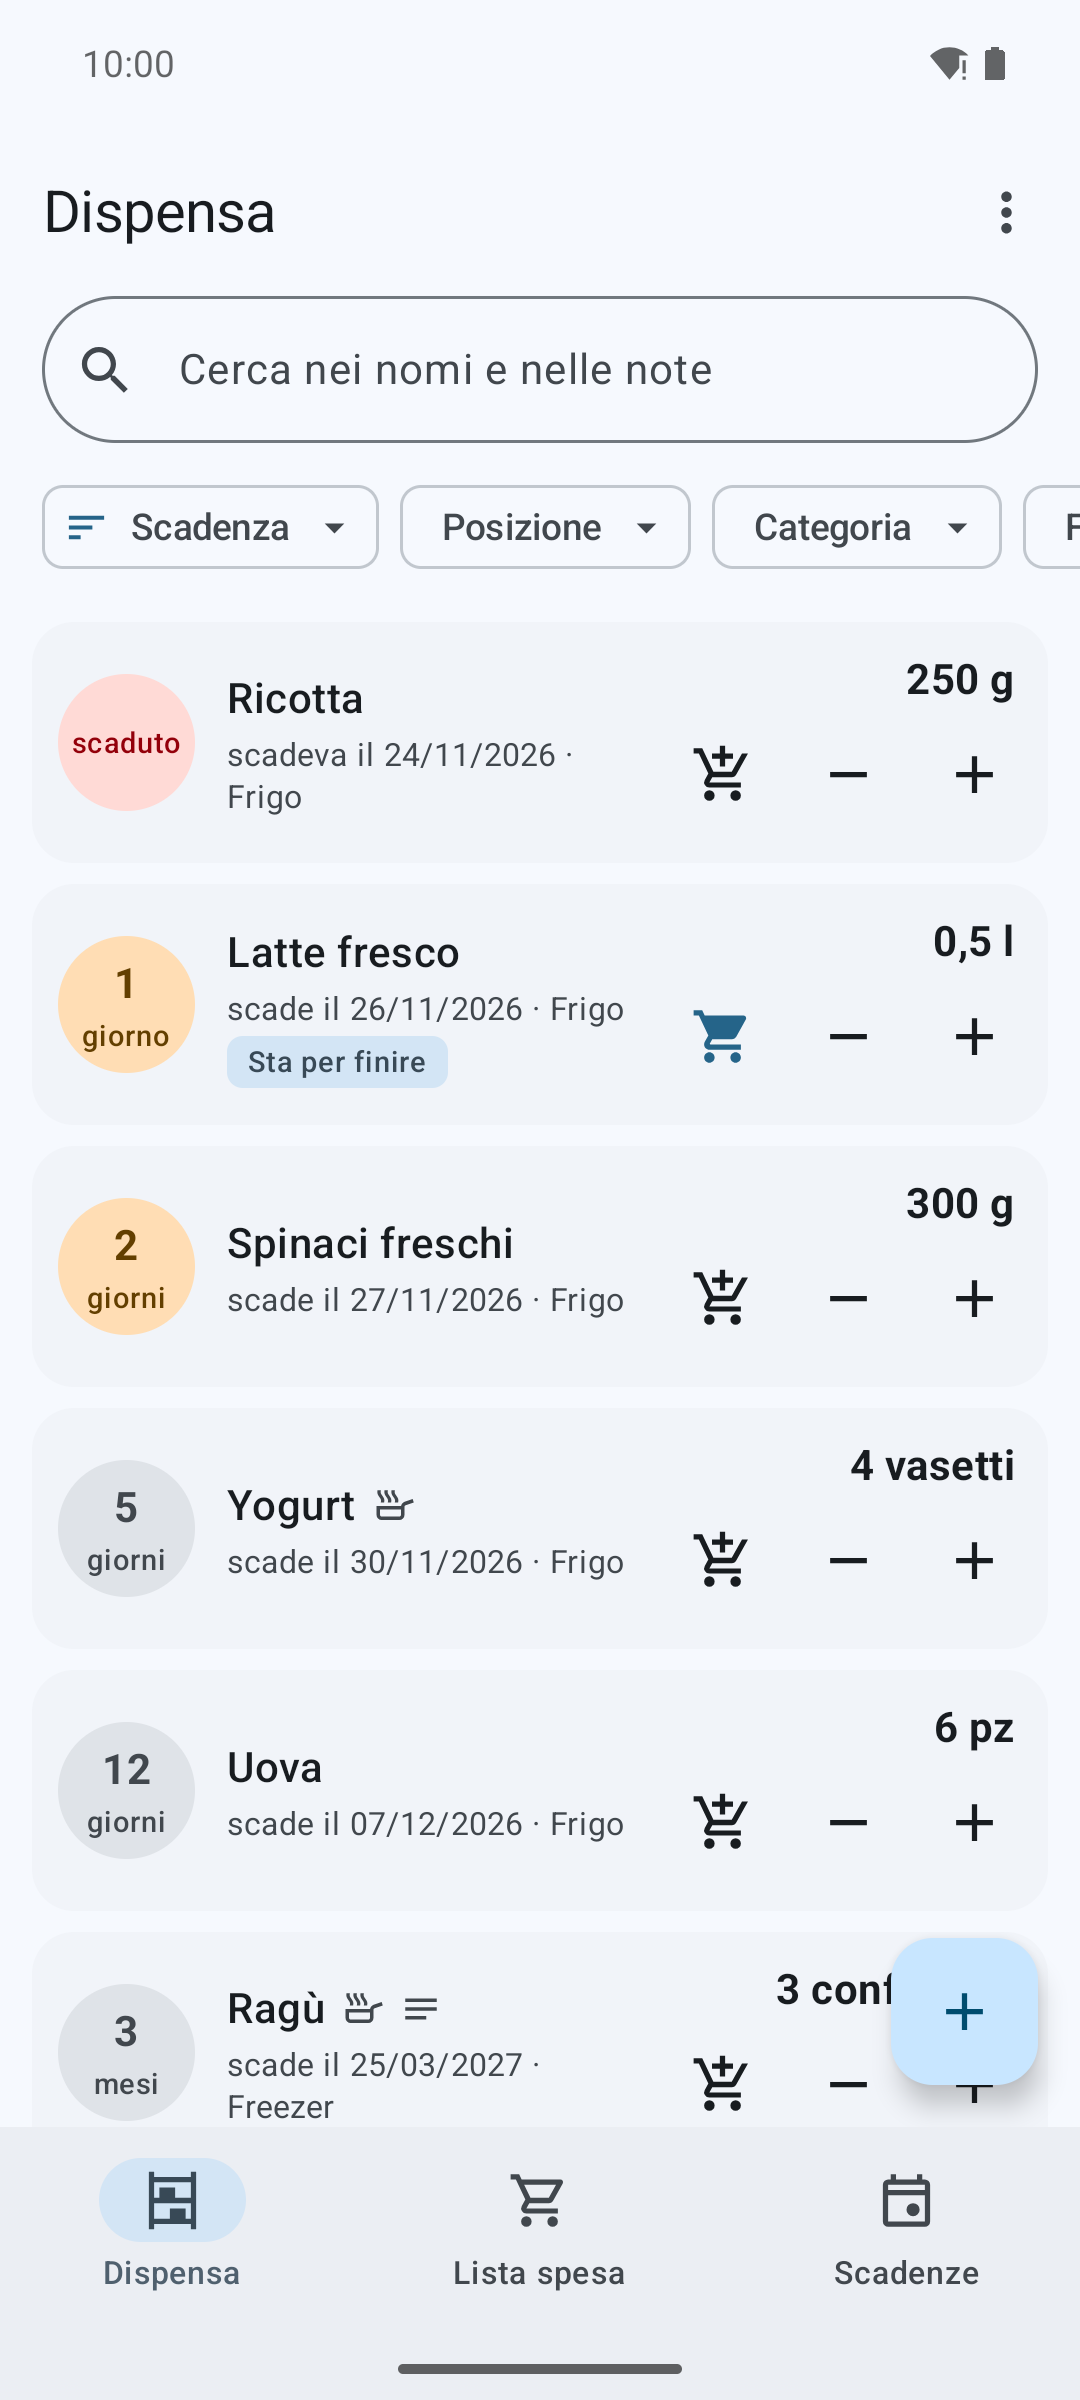 10:00
Dispensa
Cerca nei nomi e nelle note
Scadenza
Posizione
Categoria
250 g
Ricotta
scaduto
scadeva il 24/11/2026 ·
Frigo
0,5 l
Latte fresco
1
giorno
scade il 26/11/2026 · Frigo
Sta per finire
300 g
Spinaci freschi
2
giorni
scade il 27/11/2026 · Frigo
4 vasetti
Yogurt
5
giorni
scade il 30/11/2026 · Frigo
6 pz
Uova
12
giorni
scade il 07/12/2026 · Frigo
3 conf
Ragù
3
mesi
scade il 25/03/2027 ·
Freezer
Dispensa
Lista spesa
Scadenze